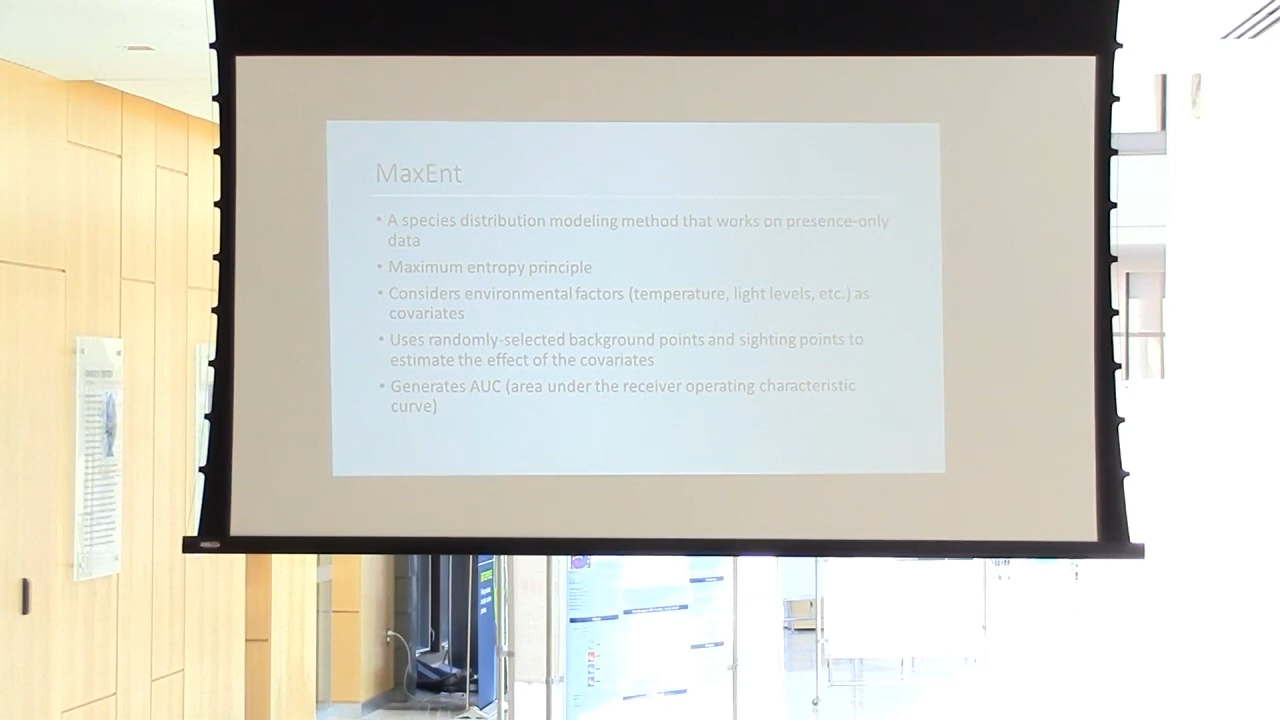 MaxEnt
• A species distribution modeling method that works on presence-only
data
• Maximum entropy principle
• Considers environmental factors (temperature, light levels, etc.) as
covariates
• Uses randomly-selected background points and sighting points to
estimate the effect of the covariates
• Generates AUC (area under the receiver operating characteristic
curve)